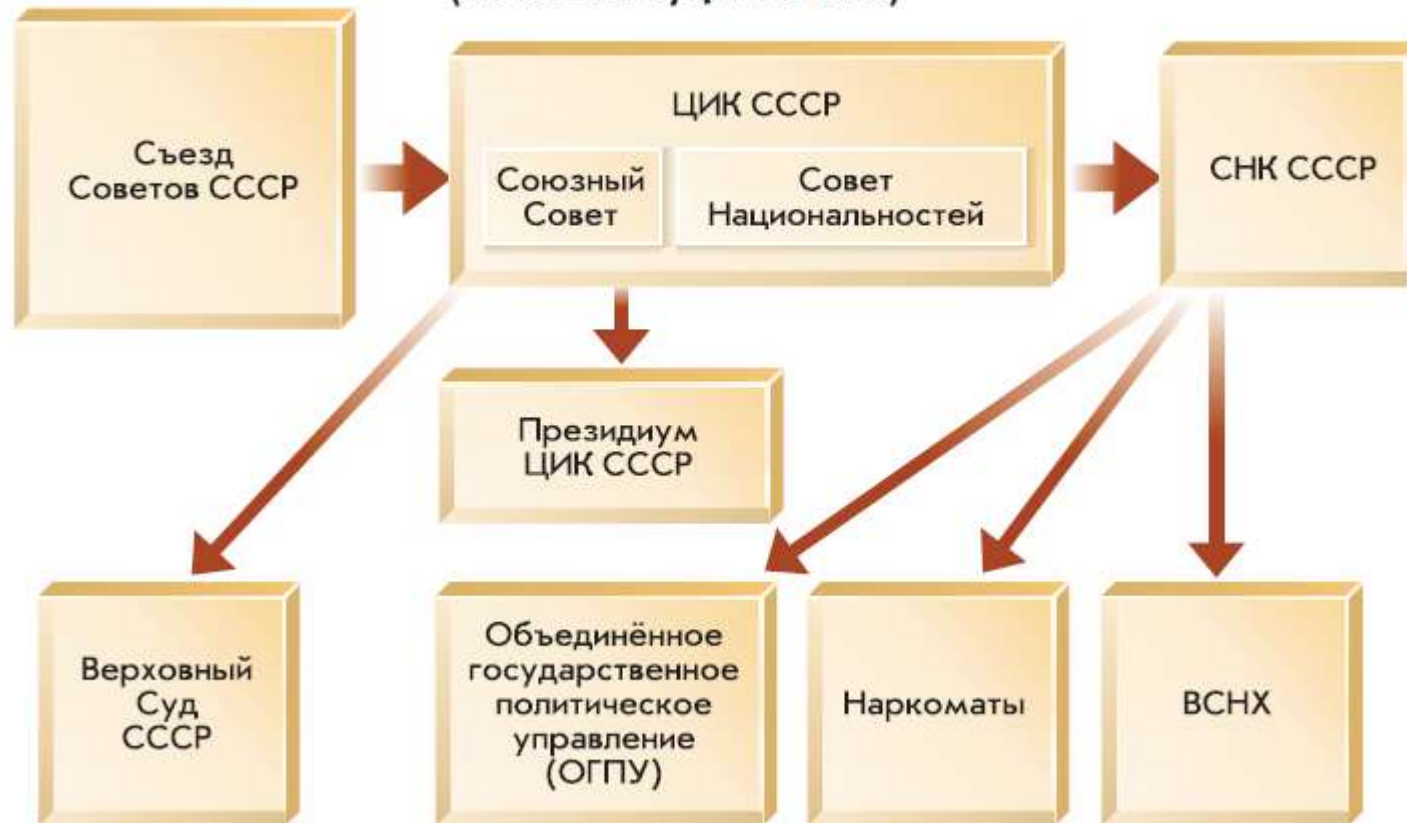 Съезд
Советов СССР
ЦИК СССР
Союзный
Совет
Совет
Национальностей
СНК СССР
Президиум
ЦИК СССР
Верховный
Суд
СССР
Объединённое
государственное
политическое
управление
(ОГПУ)
Наркоматы
ВСНХ